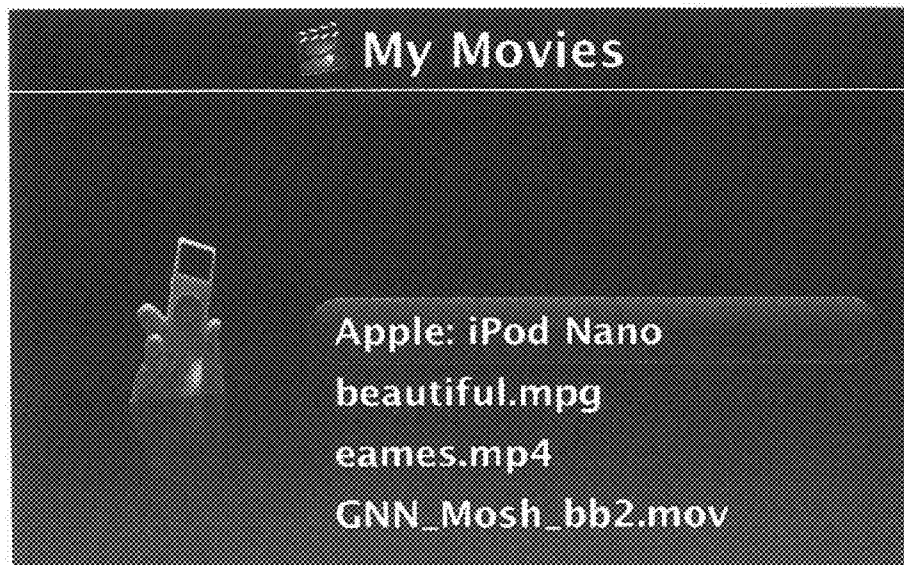 My Movies
Apple: iPod Nano
beautiful.mpg
eames.mp4
GNN_Mosh_bb2.mov